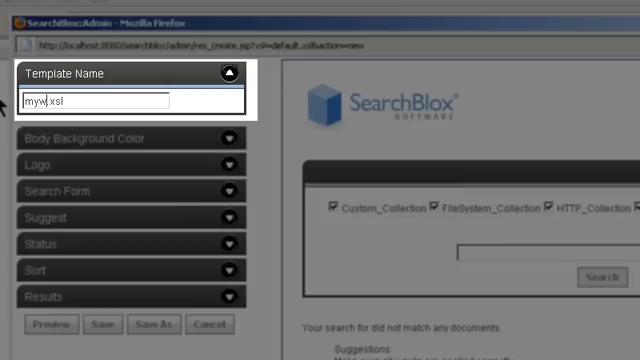 SearchBlox::Admin - Mozilla Firefox
http://localhost:8080/searchblox/admin/res_create.jsp?xsl=default.xsl&action=new
Template Name
myw.xsl
Body Background Color
Logo
Search Form
Suggest
Status
Sort
Results
Preview Save Save As Cancel
SearchBlox
SOFTWARE
Custom_Collection FileSystem_Collection HTTP_Collection
Search
Your search for did not match any documents.
Suggestions: